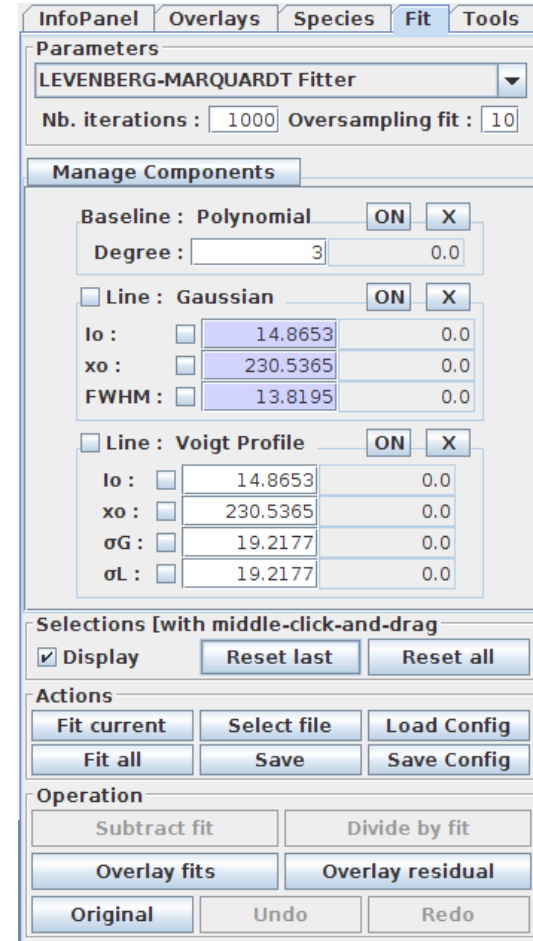 InfoPanel Overlays Species Fit Tools
Parameters
LEVENBERG-MARQUARDT Fitter
Nb. iterations : 1000 Oversampling fit : 10
Manage Components
Baseline : Polynomial ON X
Degree : 3 0.0
Line : Gaussian ON X
Io : 14.8653 0.0
xo : 230.5365 0.0
FWHM : 13.8195 0.0
Line : Voigt Profile ON X
Io : 14.8653 0.0
xo : 230.5365 0.0
σG : 19.2177 0.0
σL : 19.2177 0.0
Selections [with middle-click-and-drag
Display Reset last Reset all
Actions
Fit current Select file Load Config
Fit all Save Save Config
Operation
Subtract fit Divide by fit
Overlay fits Overlay residual
Original Undo Redo